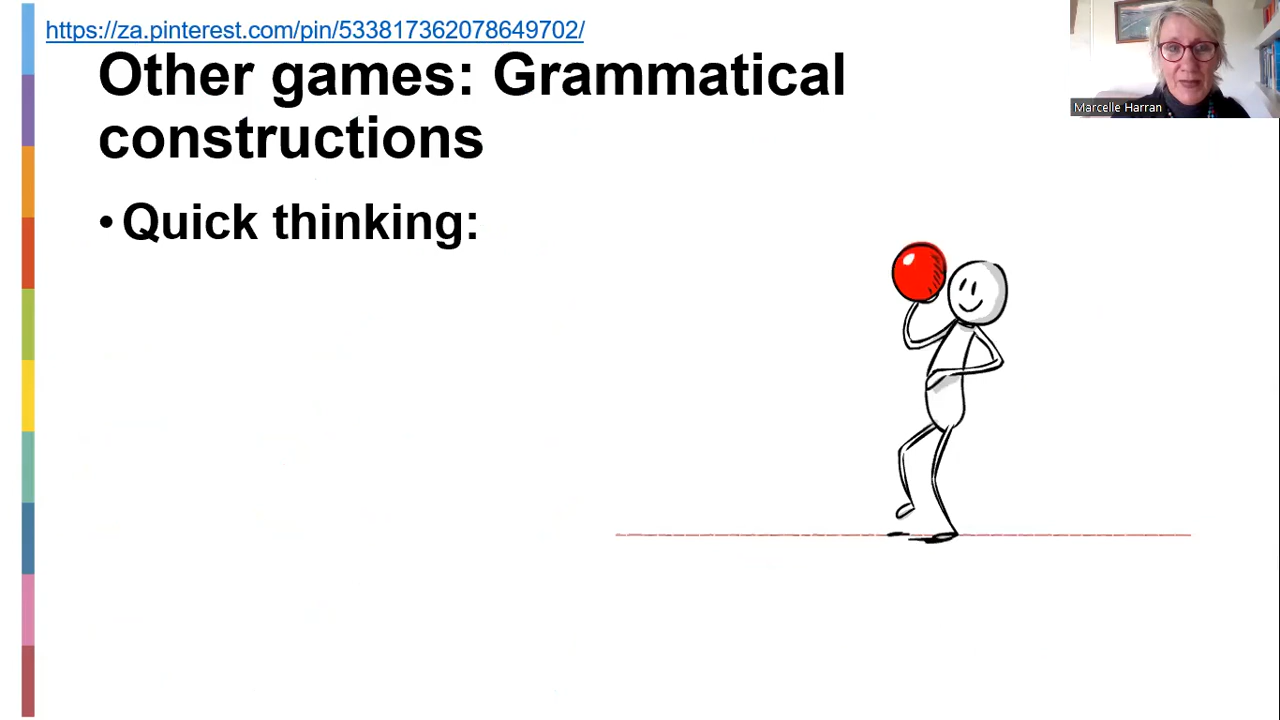 https://za.pinterest.com/pin/533817362078649702/
Other games: Grammatical
constructions
• Quick thinking:
Marcelle Harran